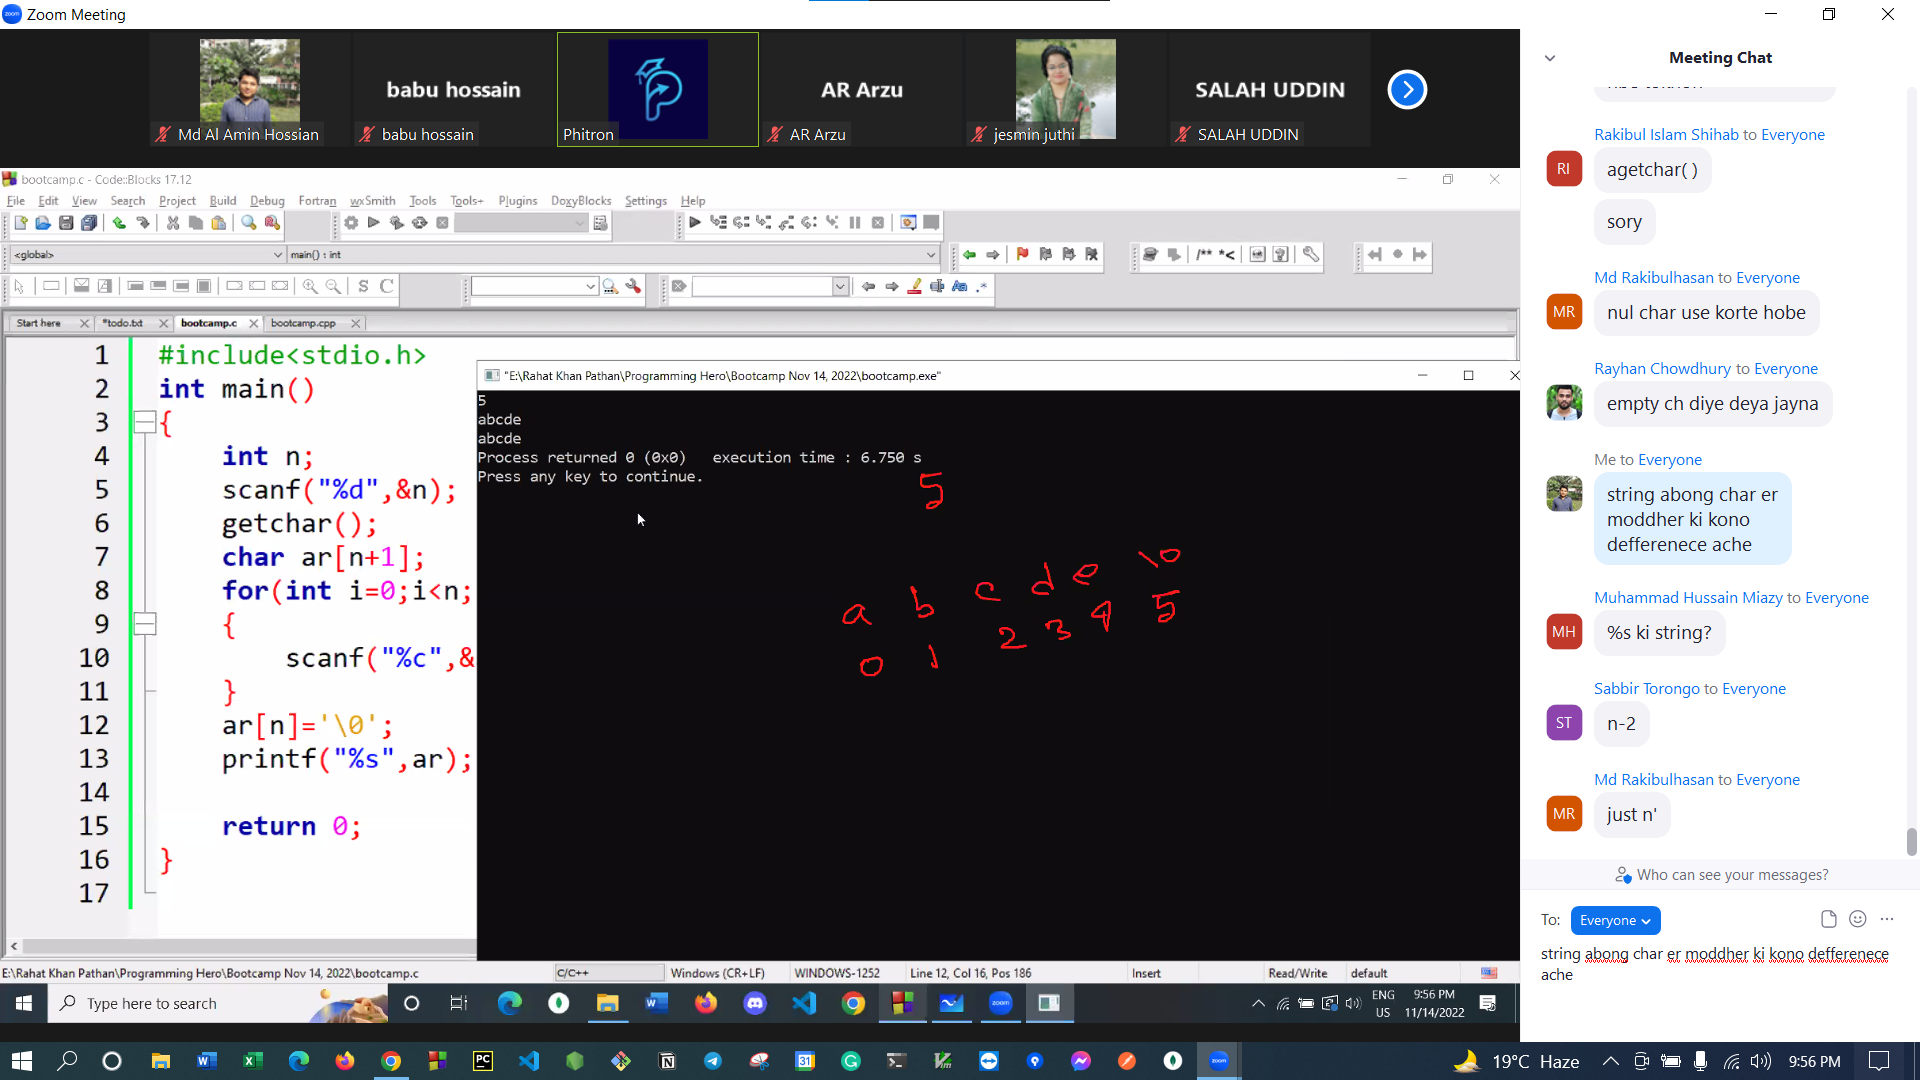 Zoom Meeting
babu hossain
AR Arzu
SALAH UDDIN
Md Al Amin Hossian
babu hossain
Phitron
AR Arzu
jesmin juthi
SALAH UDDIN
bootcamp.c - Code::Blocks 17.12
File Edit View Search Project Build Debug Fortran wxSmith Tools Tools+ Plugins DoxyBlocks Settings Help
<global>
main() : int
/** *<
S C
Start here
*todo.txt
bootcamp.c
bootcamp.cpp
1 #include<stdio.h>
2 int main()
3 {
4 int n;
5 scanf("%d",&n);
6 getchar();
7 char ar[n+1];
8 for(int i=0;i<n;
9 {
10 scanf("%c",&
11 }
12 ar[n]='\0';
13 printf("%s",ar);
14
15 return 0;
16 }
17
"E:\Rahat Khan Pathan\Programming Hero\Bootcamp Nov 14, 2022\bootcamp.exe"
5
abcde
abcde
Process returned 0 (0x0) execution time : 6.750 s
Press any key to continue.
5
a b c d e \0
0 1 2 3 4 5
E:\Rahat Khan Pathan\Programming Hero\Bootcamp Nov 14, 2022\bootcamp.c
C/C++
Windows (CR+LF)
WINDOWS-1252
Line 12, Col 16, Pos 186
Insert
Read/Write
default
Type here to search
ENG
US
9:56 PM
11/14/2022
Meeting Chat
Rakibul Islam Shihab to Everyone
RI
agetchar( )
sory
Md Rakibulhasan to Everyone
MR
nul char use korte hobe
Rayhan Chowdhury to Everyone
empty ch diye deya jayna
Me to Everyone
string abong char er
moddher ki kono
defferenece ache
Muhammad Hussain Miazy to Everyone
MH
%s ki string?
Sabbir Torongo to Everyone
ST
n-2
Md Rakibulhasan to Everyone
MR
just n'
Who can see your messages?
To: Everyone
string abong char er moddher ki kono defferenece
ache
19°C Haze
9:56 PM